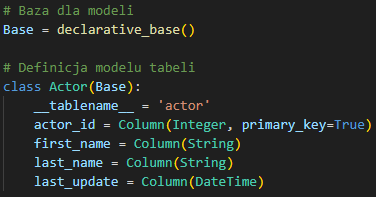 # Baza dla modeli
Base = declarative_base()

# Definicja modelu tabeli
class Actor(Base):
    __tablename__ = 'actor'
    actor_id = Column(Integer, primary_key=True)
    first_name = Column(String)
    last_name = Column(String)
    last_update = Column(DateTime)